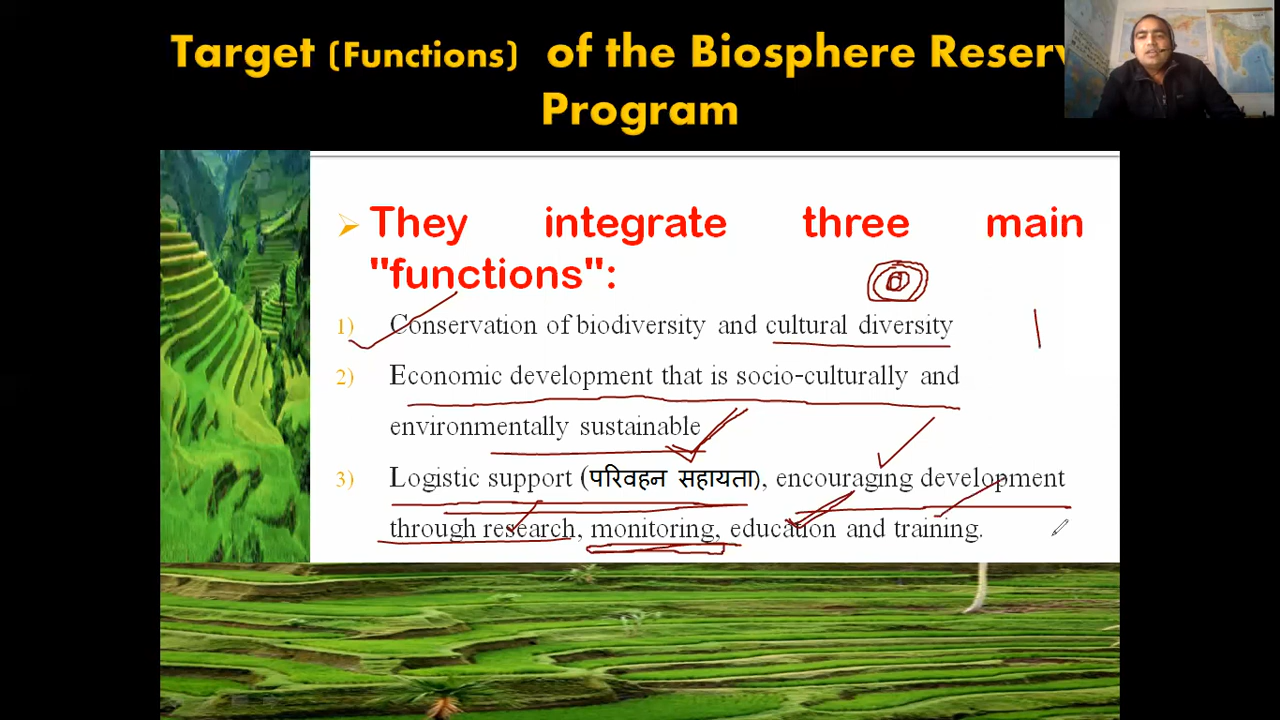 Target (Functions) of the Biosphere Reserv
Program
They integrate three main
"functions":
1) Conservation of biodiversity and cultural diversity
2) Economic development that is socio-culturally and
environmentally sustainable
3) Logistic support (परिवहन सहायता), encouraging development
through research, monitoring, education and training.